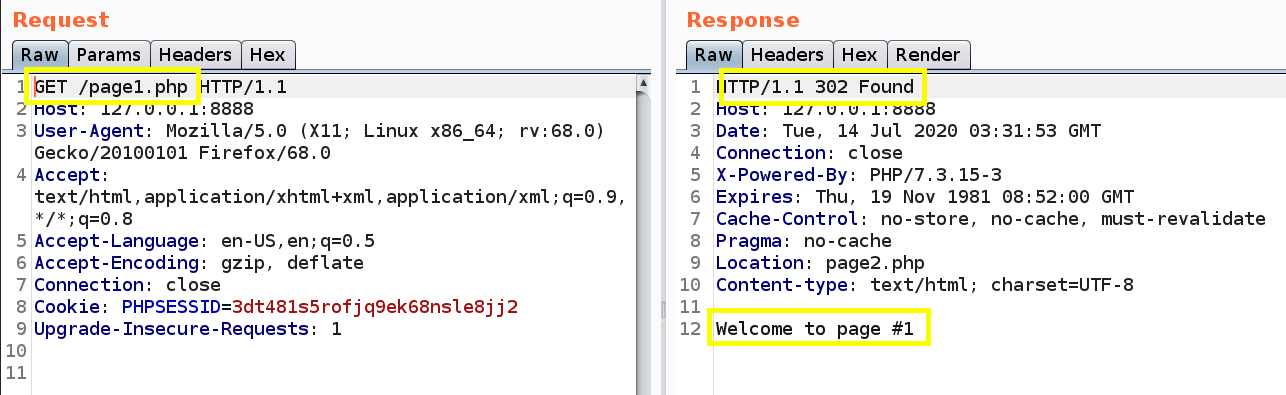 Request
Raw Params Headers Hex
1 GET /page1.php HTTP/1.1
2 Host: 127.0.0.1:8888
3 User-Agent: Mozilla/5.0 (X11; Linux x86_64; rv:68.0)
Gecko/20100101 Firefox/68.0
4 Accept:
text/html,application/xhtml+xml,application/xml;q=0.9,
*/*;q=0.8
5 Accept-Language: en-US,en;q=0.5
6 Accept-Encoding: gzip, deflate
7 Connection: close
8 Cookie: PHPSESSID=3dt481s5rofjq9ek68nsle8jj2
9 Upgrade-Insecure-Requests: 1
10
11
Response
Raw Headers Hex Render
1 HTTP/1.1 302 Found
2 Host: 127.0.0.1:8888
3 Date: Tue, 14 Jul 2020 03:31:53 GMT
4 Connection: close
5 X-Powered-By: PHP/7.3.15-3
6 Expires: Thu, 19 Nov 1981 08:52:00 GMT
7 Cache-Control: no-store, no-cache, must-revalidate
8 Pragma: no-cache
9 Location: page2.php
10 Content-type: text/html; charset=UTF-8
11
12 Welcome to page #1